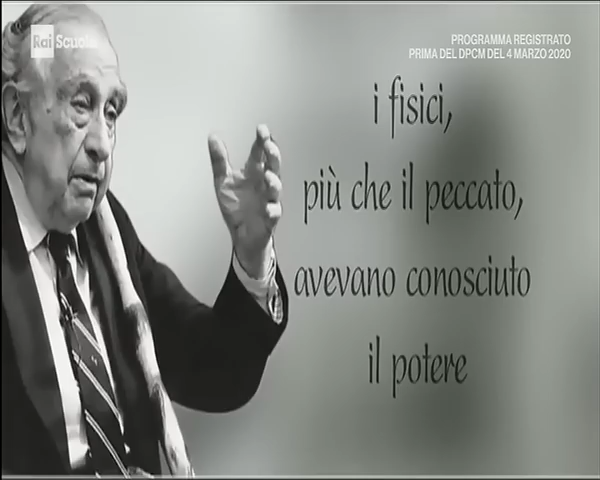 Rai Scuola
PROGRAMMA REGISTRATO
PRIMA DEL DPCM DEL 4 MARZO 2020
i fisici,
più che il peccato,
avevano conosciuto
il potere